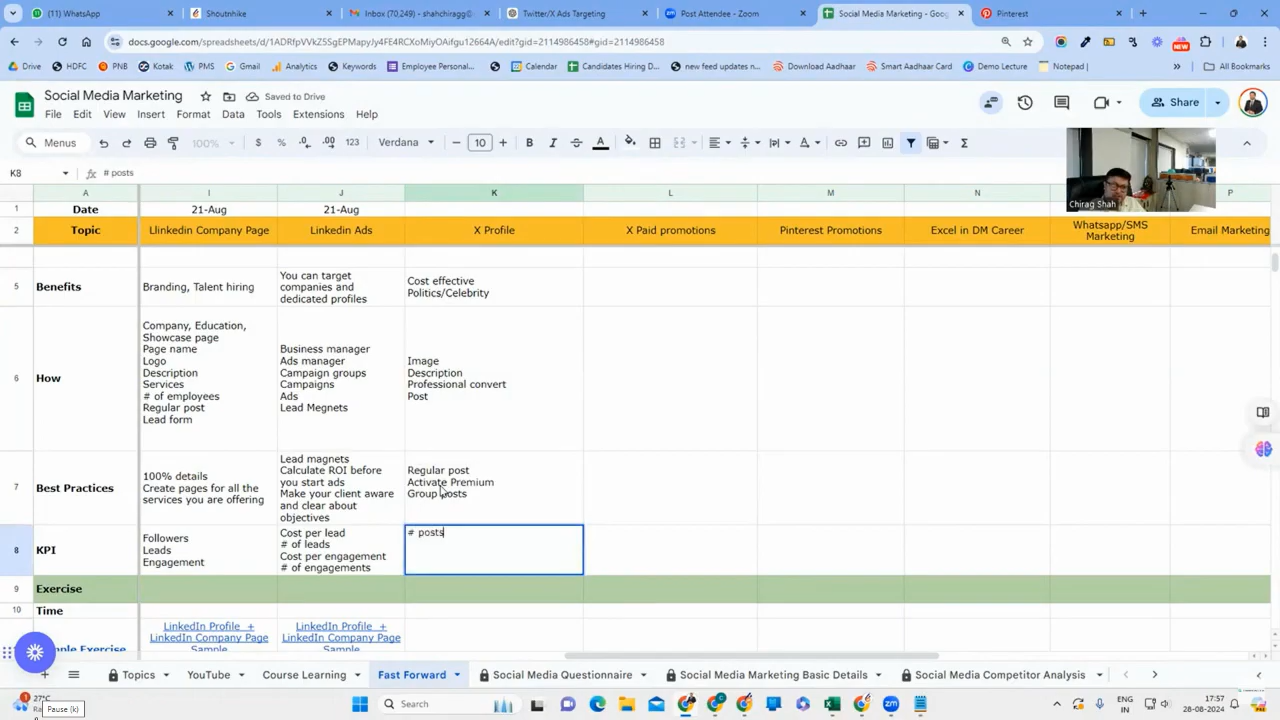 (11) WhatsApp
Shoutnhike
Inbox (70,249) - shahchiragg@
Twitter/X Ads Targeting
Post Attendee - Zoom
Social Media Marketing - Goog
Pinterest
docs.google.com/spreadsheets/d/1ADRfpVVkZ5SgEPMapyJy4FE4RCXoMiyOAifgu12664A/edit?gid=2114986458#gid=2114986458
Drive
HDFC
PNB
Kotak
PMS
Gmail
Analytics
Keywords
Employee Personal...
Calendar
Candidates Hiring D...
new feed updates n...
Download Aadhaar
Smart Aadhaar Card
Demo Lecture
Notepad |
All Bookmarks
NEW
Social Media Marketing
Saved to Drive
File Edit View Insert Format Data Tools Extensions Help
Share
Menus
100%
$ % .0 .00 123
Verdana
10
K8
fx # posts
Chirag Shah
A I J K L M N P
1 Date 21-Aug 21-Aug
2 Topic Llinkedin Company Page Linkedin Ads X Profile X Paid promotions Pinterest Promotions Excel in DM Career Whatsapp/SMS Marketing Email Marketing
5 Benefits
Branding, Talent hiring
You can target
companies and
dedicated profiles
Cost effective
Politics/Celebrity
6 How
Company, Education,
Showcase page
Page name
Logo
Description
Services
# of employees
Regular post
Lead form
Business manager
Ads manager
Campaign groups
Campaigns
Ads
Lead Megnets
Image
Description
Professional convert
Post
7 Best Practices
100% details
Create pages for all the
services you are offering
Lead magnets
Calculate ROI before
you start ads
Make your client aware
and clear about
objectives
Regular post
Activate Premium
Group posts
8 KPI
Followers
Leads
Engagement
Cost per lead
# of leads
Cost per engagement
# of engagements
# posts
9 Exercise
10 Time
LinkedIn Profile +
LinkedIn Company Page
Sample
LinkedIn Profile +
LinkedIn Company Page
Sample
Topics
YouTube
Course Learning
Fast Forward
Social Media Questionnaire
Social Media Marketing Basic Details
Social Media Competitor Analysis
27°C
Pause (k)
Search
ENG
IN
17:57
28-08-2024